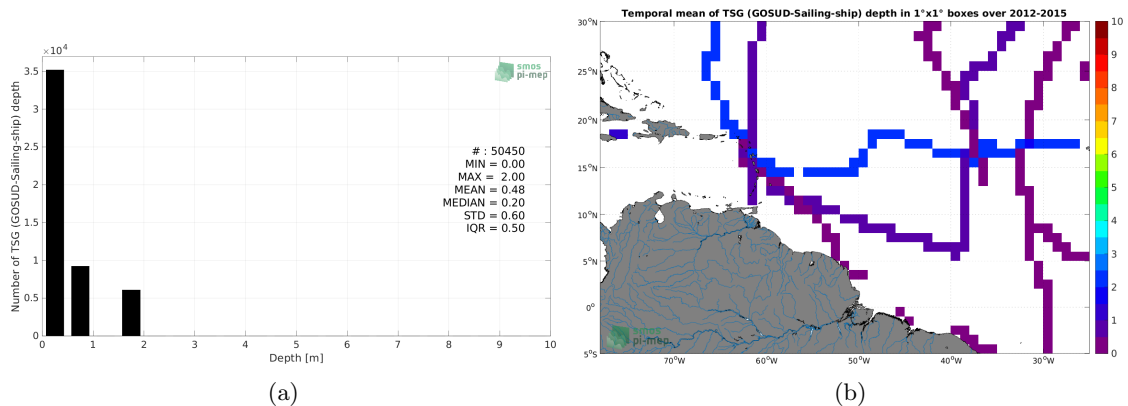 ×10⁴
3.5
3
2.5
2
1.5
1
0.5
0
Number of TSG (GOSUD-Sailing-ship) depth
smos
pi-mep
# : 50450
MIN = 0.00
MAX = 2.00
MEAN = 0.48
MEDIAN = 0.20
STD = 0.60
IQR = 0.50
0 1 2 3 4 5 6 7 8 9 10
Depth [m]
(a)
Temporal mean of TSG (GOSUD-Sailing-ship) depth in 1°x1° boxes over 2012-2015
30°N
25°N
20°N
15°N
10°N
5°N
0°
5°S
70°W 60°W 50°W 40°W 30°W
smos
pi-mep
10
9
8
7
6
5
4
3
2
1
0
(b)